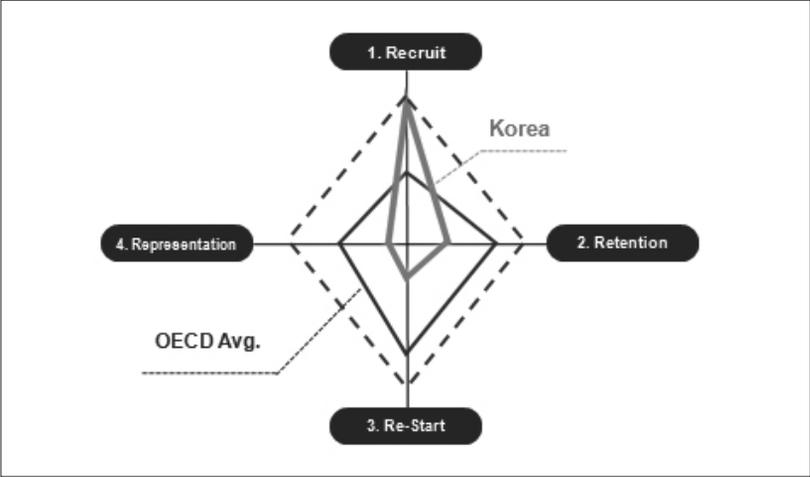 1. Recruit
Korea
4. Representation
2. Retention
OECD Avg.
3. Re-Start